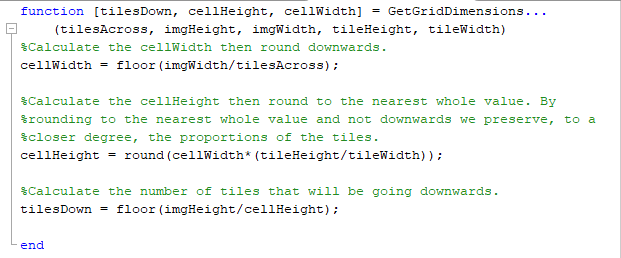 function [tilesDown, cellHeight, cellWidth] = GetGridDimensions...
(tilesAcross, imgHeight, imgWidth, tileHeight, tileWidth)
%Calculate the cellWidth then round downwards.
cellWidth = floor(imgWidth/tilesAcross);
%Calculate the cellHeight then round to the nearest whole value. By
%rounding to the nearest whole value and not downwards we preserve, to a
%closer degree, the proportions of the tiles.
cellHeight = round(cellWidth*(tileHeight/tileWidth));
%Calculate the number of tiles that will be going downwards.
tilesDown = floor(imgHeight/cellHeight);
end